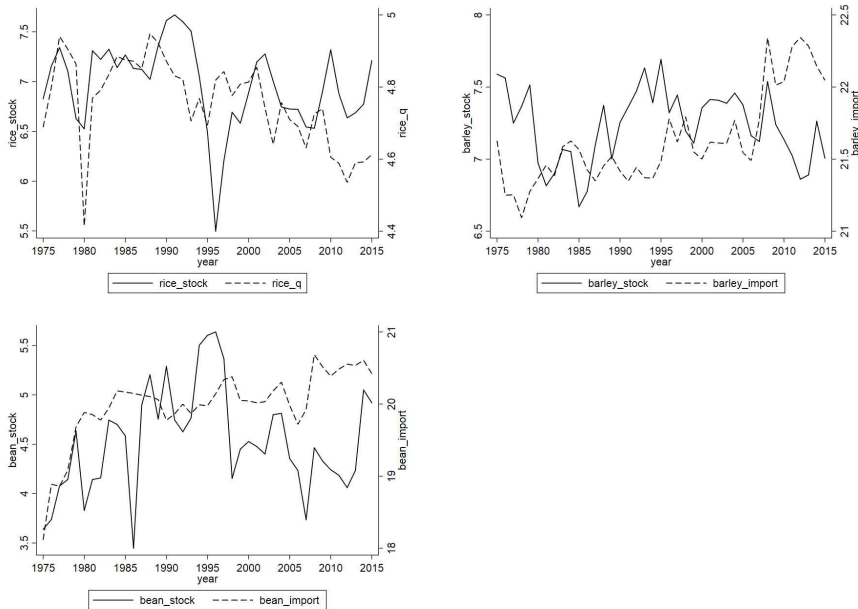 7.5
7
6.5
6
5.5
rice_stock
5
4.8
4.6
4.4
rice_q
1975 1980 1985 1990 1995 2000 2005 2010 2015
year
rice_stock rice_q
8
7.5
7
6.5
barley_stock
22.5
22
21.5
21
barley_import
1975 1980 1985 1990 1995 2000 2005 2010 2015
year
barley_stock barley_import
5.5
5
4.5
4
3.5
bean_stock
21
20
19
18
bean_import
1975 1980 1985 1990 1995 2000 2005 2010 2015
year
bean_stock bean_import